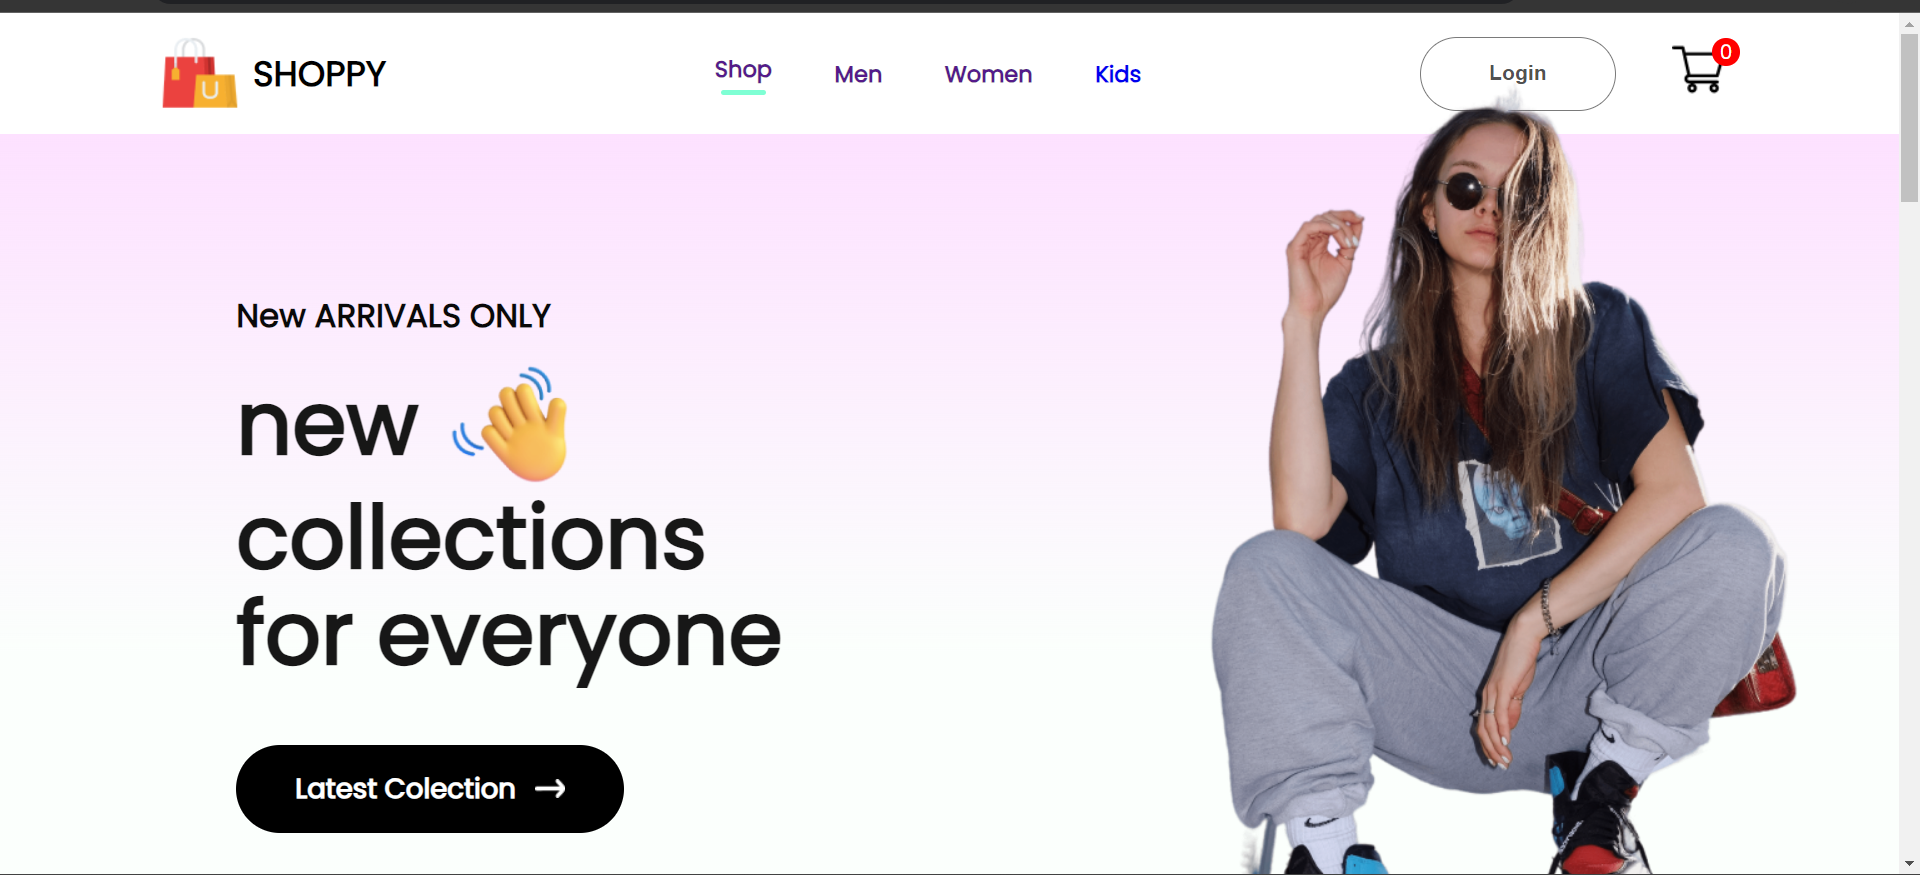 SHOPPY
Shop
Men
Women
Kids
Login
0
New ARRIVALS ONLY
new
collections
for everyone
Latest Colection